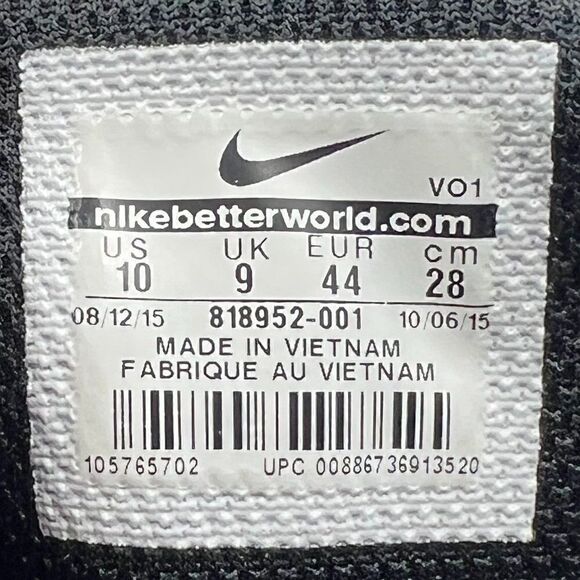 VO1
nikebetterworld.com
US UK EUR cm
10 9 44 28
08/12/15 818952-001 10/06/15
MADE IN VIETNAM
FABRIQUE AU VIETNAM
105765702 UPC 00886736913520